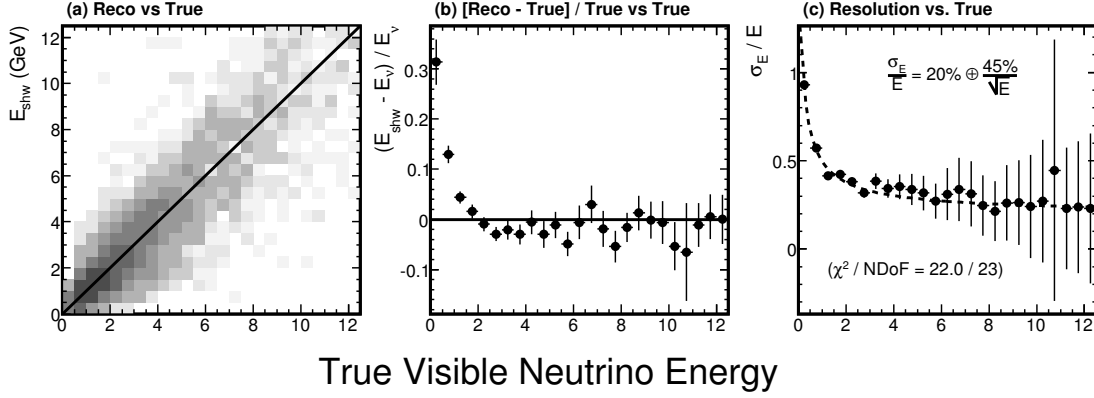 (a) Reco vs True
E_shw (GeV)
12
10
8
6
4
2
0
0 2 4 6 8 10 12
(b) [Reco - True] / True vs True
(E_shw - E_ν) / E_ν
0.3
0.2
0.1
0
-0.1
0 2 4 6 8 10 12
(c) Resolution vs. True
σ_E / E
1
0.5
0
σ_E/E = 20% ⊕ 45%/√E
(χ² / NDoF = 22.0 / 23)
0 2 4 6 8 10 12
True Visible Neutrino Energy